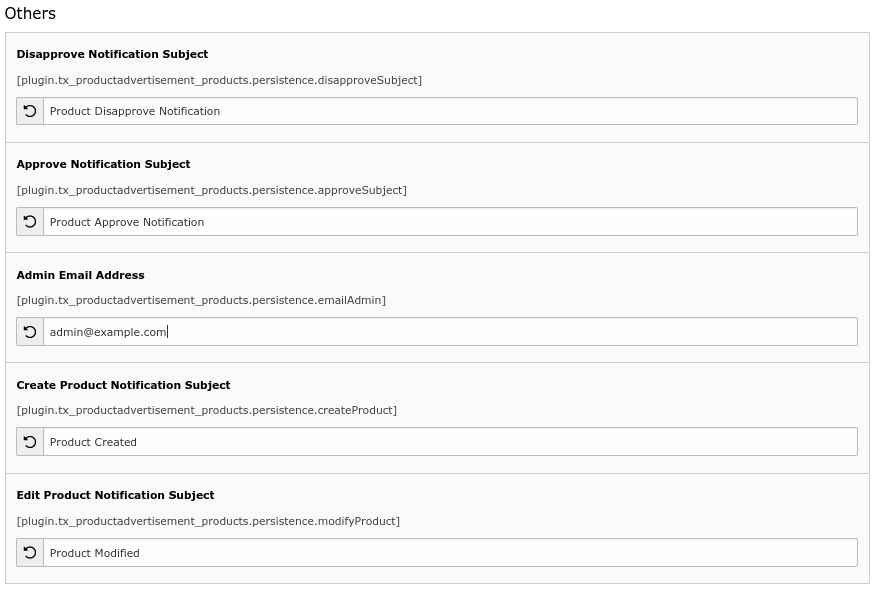 Others
Disapprove Notification Subject
[plugin.tx_productadvertisement_products.persistence.disapproveSubject]
Product Disapprove Notification
Approve Notification Subject
[plugin.tx_productadvertisement_products.persistence.approveSubject]
Product Approve Notification
Admin Email Address
[plugin.tx_productadvertisement_products.persistence.emailAdmin]
admin@example.com
Create Product Notification Subject
[plugin.tx_productadvertisement_products.persistence.createProduct]
Product Created
Edit Product Notification Subject
[plugin.tx_productadvertisement_products.persistence.modifyProduct]
Product Modified